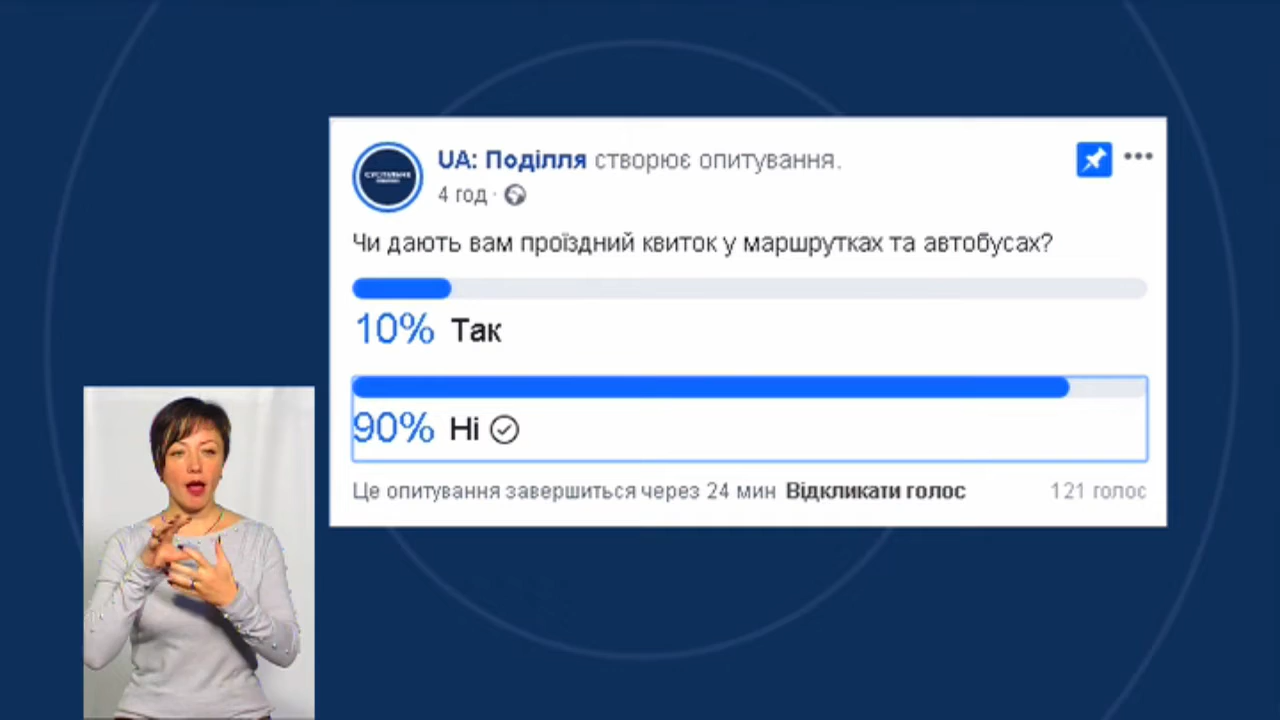 UA: Поділля створює опитування.
4 год ·
СУСПІЛЬНЕ
Чи дають вам проїздний квиток у маршрутках та автобусах?
10% Так
90% Ні
Це опитування завершиться через 24 мин Відкликати голос 121 голос